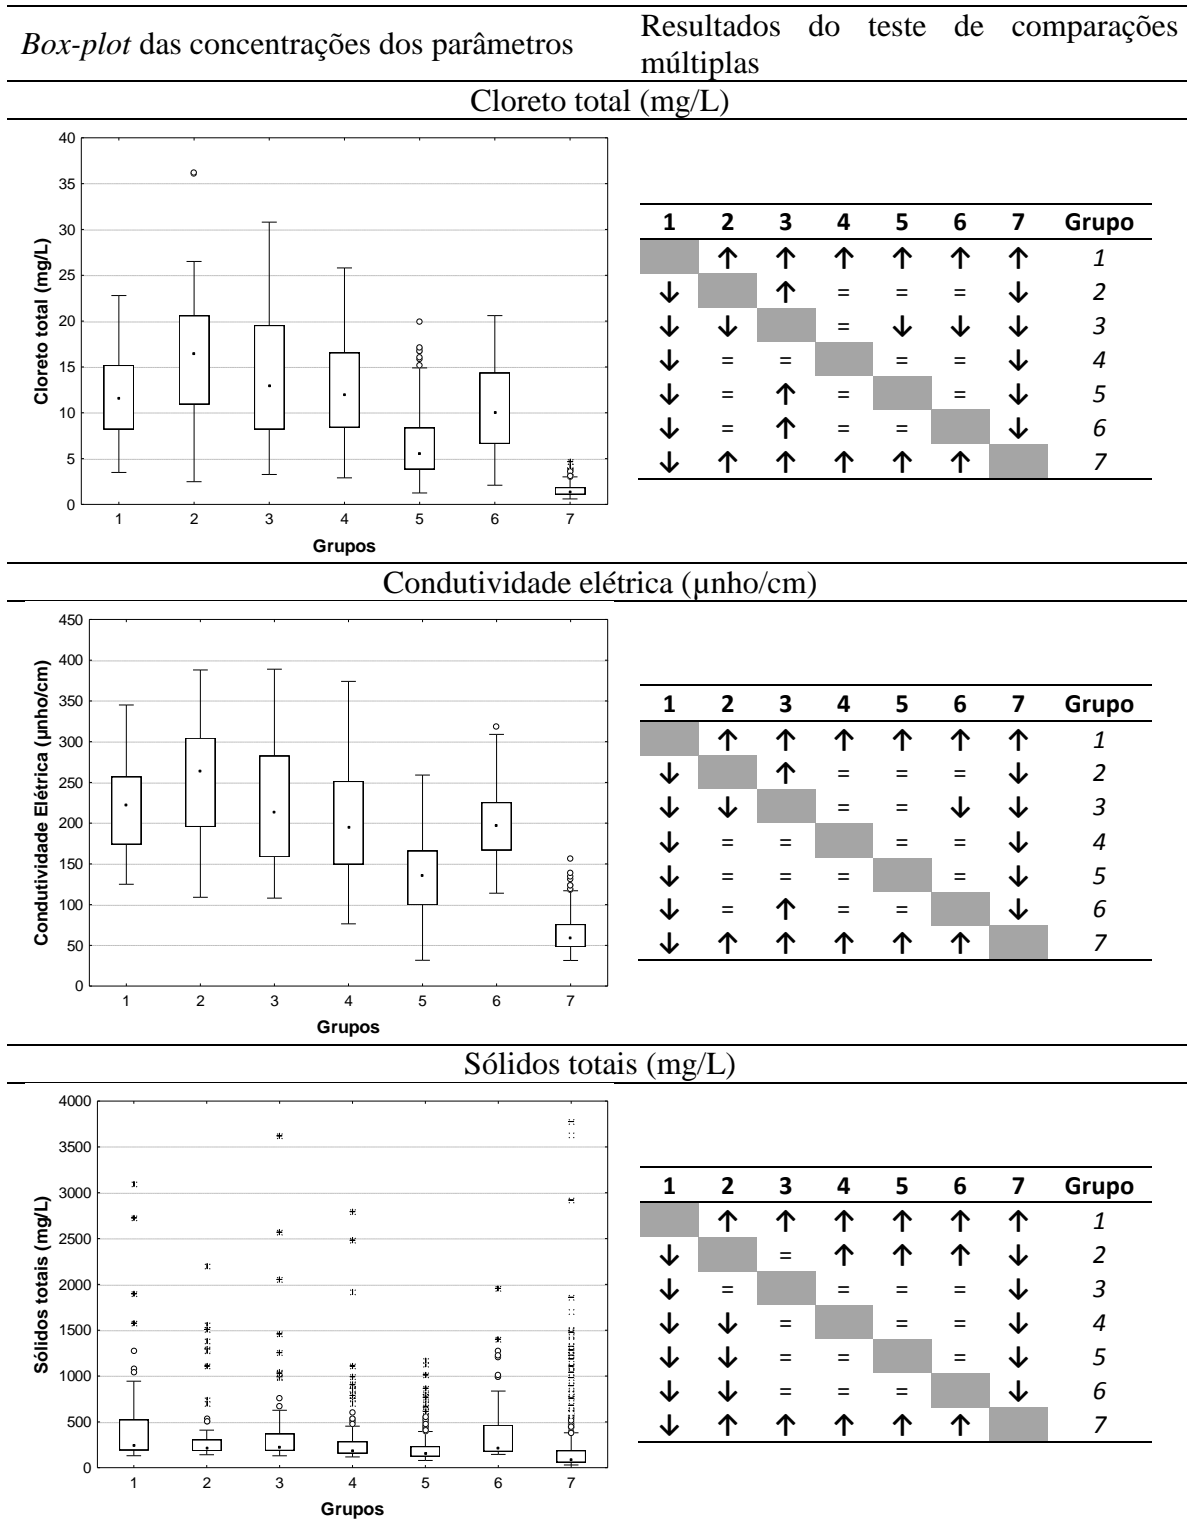 Box-plot das concentrações dos parâmetros
Resultados do teste de comparações
múltiplas
Cloreto total (mg/L)
40
35
30
25
20
15
10
5
0
Cloreto total (mg/L)
1 2 3 4 5 6 7
Grupos
1 2 3 4 5 6 7 Grupo
↑ ↑ ↑ ↑ ↑ ↑ 1
↓ ↑ = = = ↓ 2
↓ ↓ = ↓ ↓ ↓ 3
↓ = = = = ↓ 4
↓ = ↑ = = ↓ 5
↓ = ↑ = = ↓ 6
↓ ↑ ↑ ↑ ↑ ↑ 7
Condutividade elétrica (µnho/cm)
450
400
350
300
250
200
150
100
50
0
Condutividade Elétrica (µnho/cm)
1 2 3 4 5 6 7
Grupos
1 2 3 4 5 6 7 Grupo
↑ ↑ ↑ ↑ ↑ ↑ 1
↓ ↑ = = = ↓ 2
↓ ↓ = = ↓ ↓ 3
↓ = = = = ↓ 4
↓ = = = = ↓ 5
↓ = ↑ = = ↓ 6
↓ ↑ ↑ ↑ ↑ ↑ 7
Sólidos totais (mg/L)
4000
3500
3000
2500
2000
1500
1000
500
0
Sólidos totais (mg/L)
1 2 3 4 5 6 7
Grupos
1 2 3 4 5 6 7 Grupo
↑ ↑ ↑ ↑ ↑ ↑ 1
↓ = ↑ ↑ ↑ ↓ 2
↓ = = = = ↓ 3
↓ ↓ = = = ↓ 4
↓ ↓ = = = ↓ 5
↓ ↓ = = = ↓ 6
↓ ↑ ↑ ↑ ↑ ↑ 7